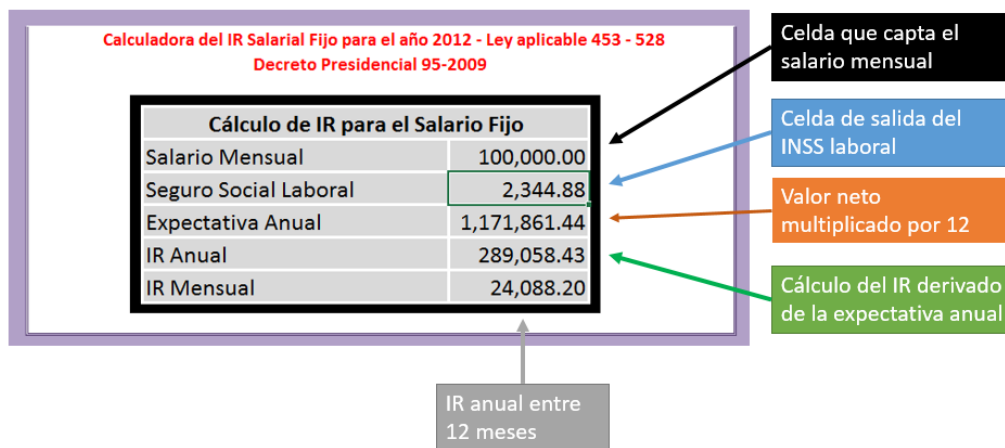 Calculadora del IR Salarial Fijo para el año 2012 - Ley aplicable 453 - 528
Decreto Presidencial 95-2009
Cálculo de IR para el Salario Fijo
Salario Mensual 100,000.00
Seguro Social Laboral 2,344.88
Expectativa Anual 1,171,861.44
IR Anual 289,058.43
IR Mensual 24,088.20
Celda que capta el
salario mensual
Celda de salida del
INSS laboral
Valor neto
multiplicado por 12
Cálculo del IR derivado
de la expectativa anual
IR anual entre
12 meses